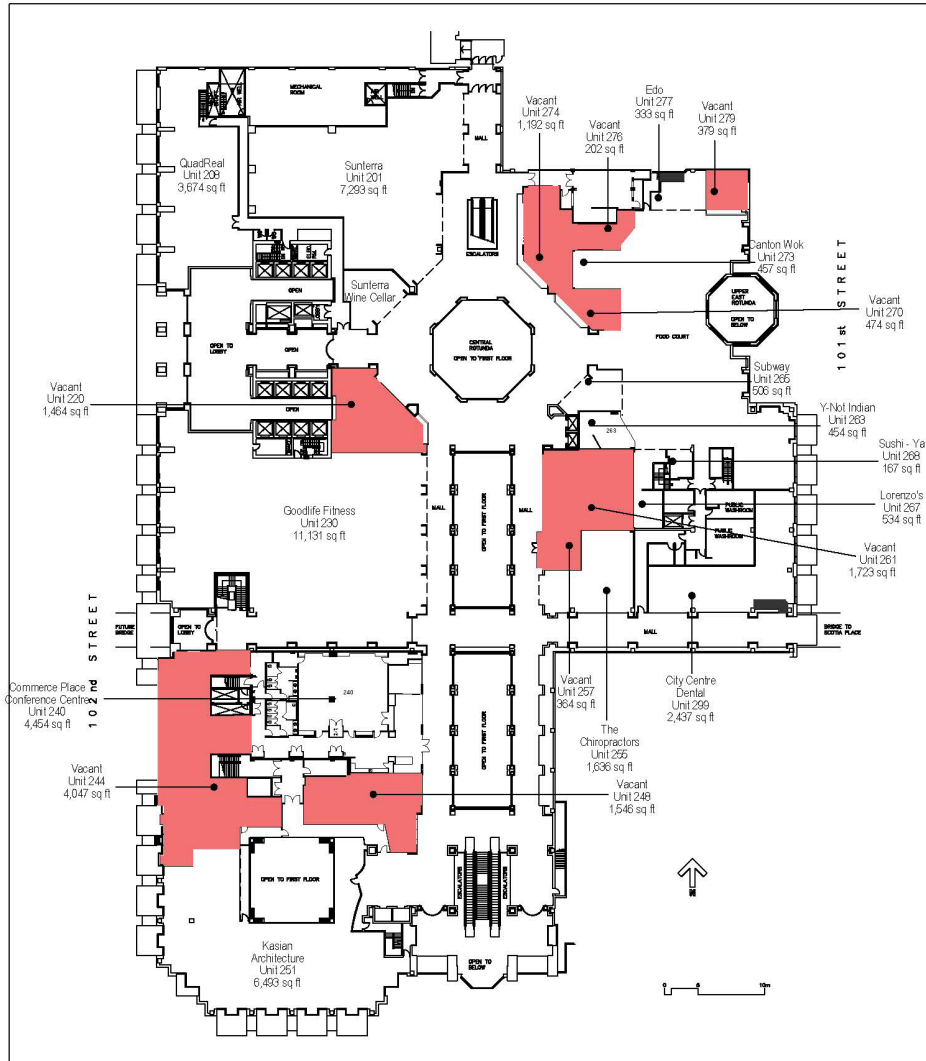 MECHANICAL
ROOM
QuadReal
Unit 208
3,674 sq ft
Sunterra
Unit 201
7,293 sq ft
MALL
Vacant
Unit 274
1,192 sq ft
Vacant
Unit 276
202 sq ft
Edo
Unit 277
333 sq ft
Vacant
Unit 279
379 sq ft
ESCALATORS
Canton Wok
Unit 273
457 sq ft
101st STREET
UPPER
EAST
ROTUNDA
OPEN TO
BELOW
Vacant
Unit 270
474 sq ft
FOOD COURT
OPEN
Sunterra
Wine Cellar
OPEN TO
LOBBY
OPEN
CENTRAL
ROTUNDA
OPEN TO FIRST FLOOR
Vacant
Unit 220
1,464 sq ft
OPEN
Subway
Unit 265
506 sq ft
Y-Not Indian
Unit 263
454 sq ft
263
Sushi - Ya
Unit 268
167 sq ft
Lorenzo's
Unit 267
534 sq ft
PUBLIC
WASHROOM
PUBLIC
WASHROOM
Vacant
Unit 261
1,723 sq ft
Goodlife Fitness
Unit 230
11,131 sq ft
MALL
OPEN TO FIRST FLOOR
MALL
102nd STREET
FUTURE
BRIDGE
OPEN TO
LOBBY
MALL
BRIDGE TO
SCOTIA PLACE
Vacant
Unit 257
364 sq ft
The
Chiropractors
Unit 255
1,636 sq ft
City Centre
Dental
Unit 299
2,437 sq ft
Commerce Place
Conference Centre
Unit 240
4,454 sq ft
240
OPEN TO FIRST FLOOR
Vacant
Unit 244
4,047 sq ft
Vacant
Unit 248
1,546 sq ft
OPEN TO FIRST FLOOR
ESCALATORS
ESCALATORS
Kasian
Architecture
Unit 251
6,493 sq ft
OPEN TO
BELOW
N
0
5
10m